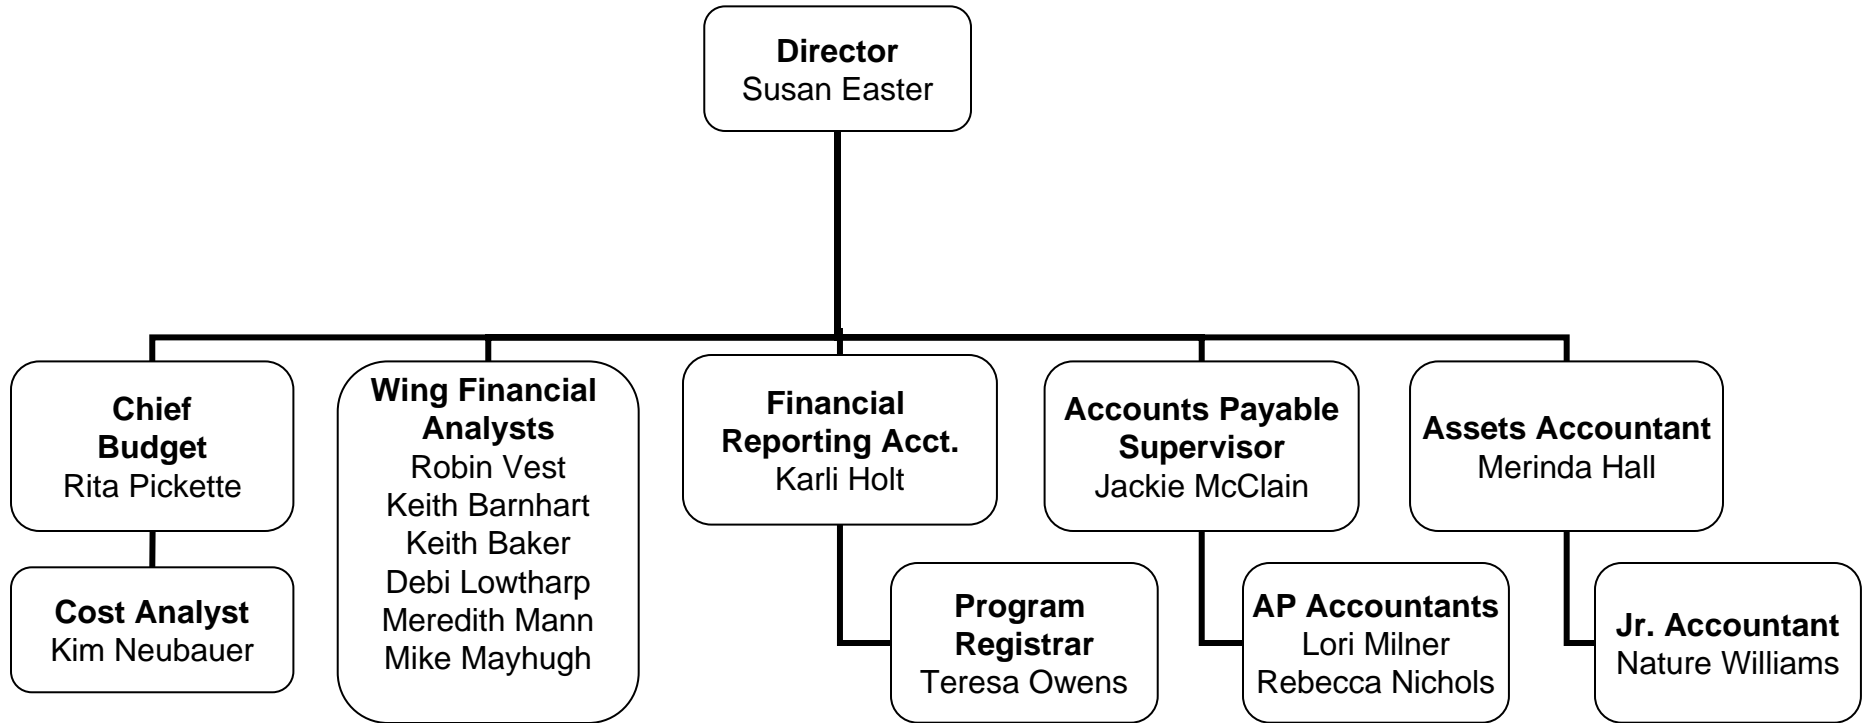 Director
Susan Easter
Chief
Budget
Rita Pickette
Wing Financial
Analysts
Robin Vest
Keith Barnhart
Keith Baker
Debi Lowtharp
Meredith Mann
Mike Mayhugh
Financial
Reporting Acct.
Karli Holt
Accounts Payable
Supervisor
Jackie McClain
Assets Accountant
Merinda Hall
Cost Analyst
Kim Neubauer
Program
Registrar
Teresa Owens
AP Accountants
Lori Milner
Rebecca Nichols
Jr. Accountant
Nature Williams